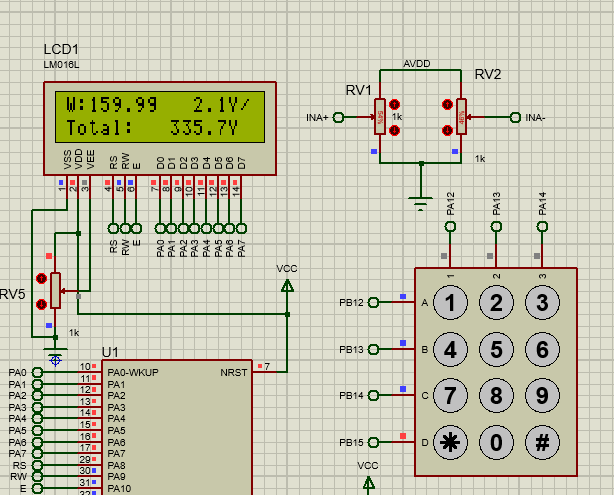 LCD1
LM016L
W:159.99 2.1V/
Total: 335.7V
VSS VDD VEE RS RW E D0 D1 D2 D3 D4 D5 D6 D7
1 2 3 4 5 6 7 8 9 10 11 12 13 14
RS RW E PA0 PA1 PA2 PA3 PA4 PA5 PA6 PA7
RV5
1k
AVDD
RV1
RV2
INA+
1k
INA-
1k
VCC
PA12 PA13 PA14
1 2 3
PB12 A 1 2 3
PB13 B 4 5 6
PB14 C 7 8 9
PB15 D * 0 #
VCC
U1
PA0 10 PA0-WKUP NRST 7
PA1 11 PA1
PA2 12 PA2
PA3 13 PA3
PA4 14 PA4
PA5 15 PA5
PA6 16 PA6
PA7 17 PA7
RS 29 PA8
RW 30 PA9
E 31 PA10
32